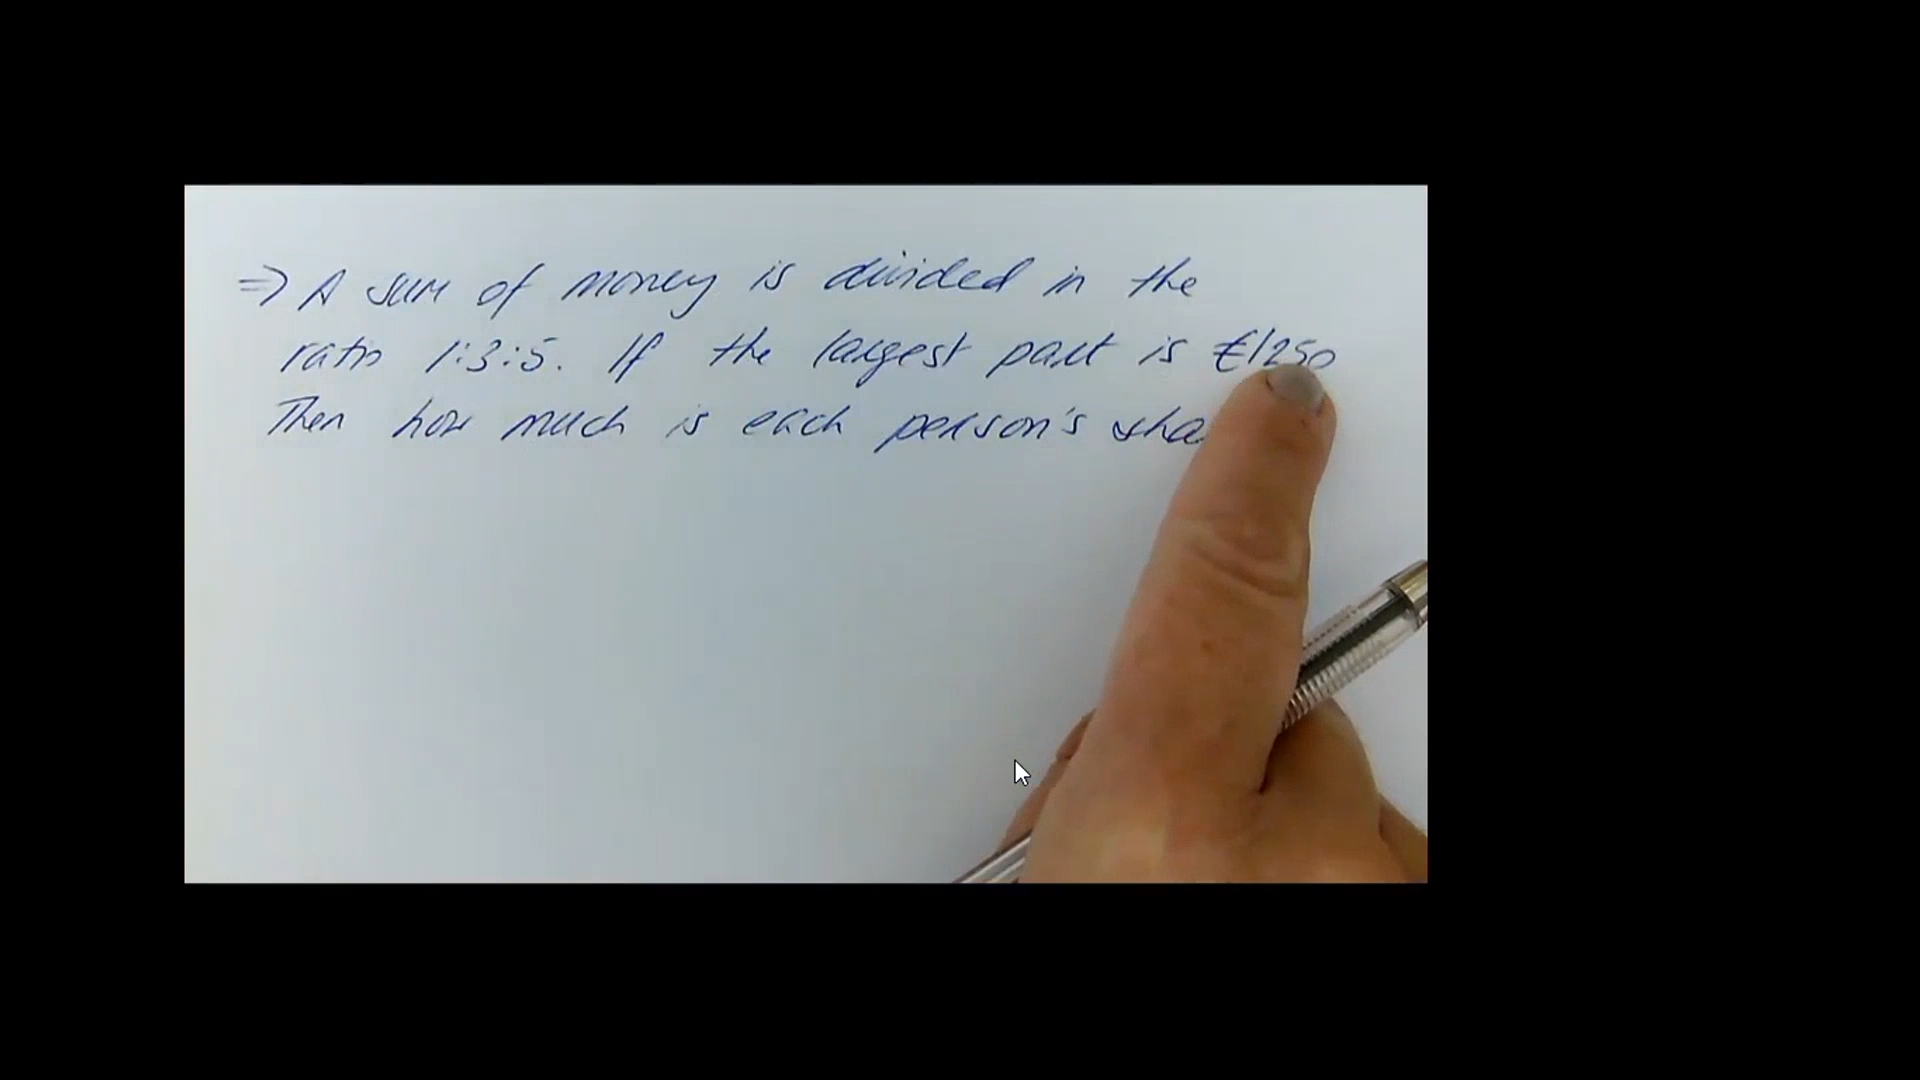 ⇒ A sum of money is divided in the
ratio 1:3:5. If the largest part is €1250
Then how much is each person's